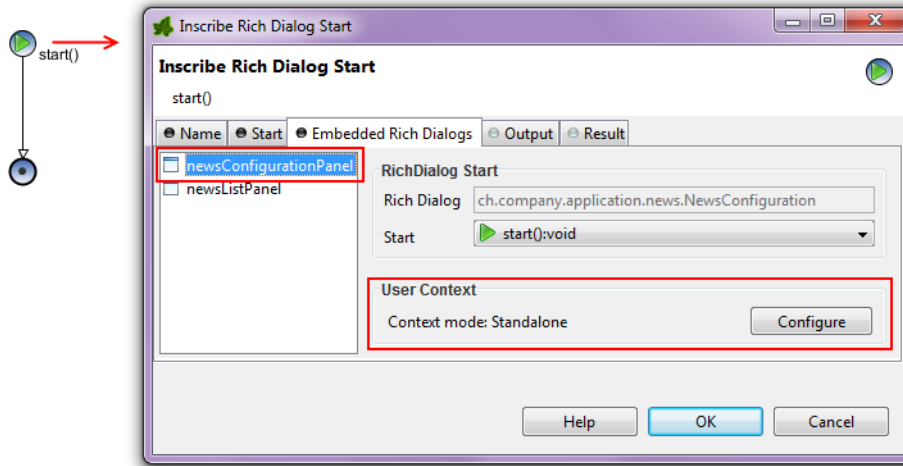 start()
Inscribe Rich Dialog Start
Inscribe Rich Dialog Start
start()
Name Start Embedded Rich Dialogs Output Result
newsConfigurationPanel
newsListPanel
RichDialog Start
Rich Dialog ch.company.application.news.NewsConfiguration
Start start():void
User Context
Context mode: Standalone Configure
Help OK Cancel